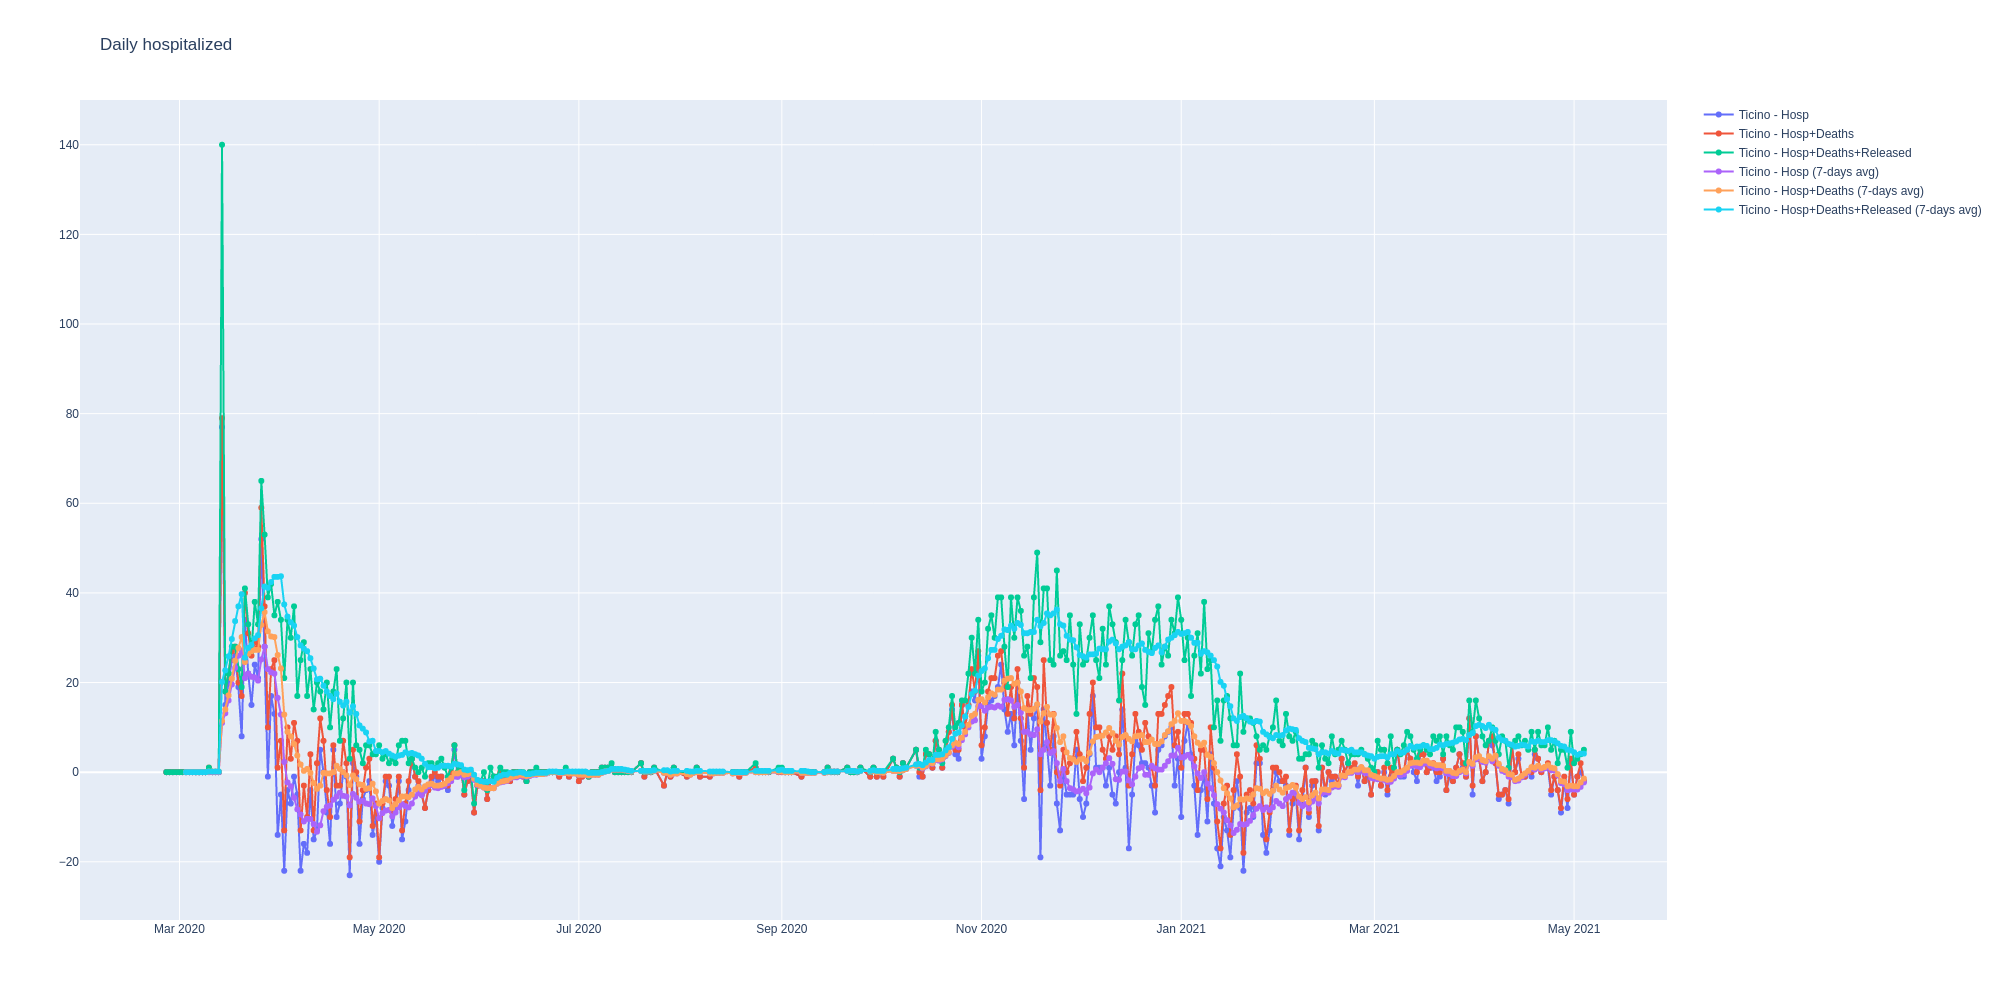 Daily hospitalized
140
120
100
80
60
40
20
0
−20
Mar 2020
May 2020
Jul 2020
Sep 2020
Nov 2020
Jan 2021
Mar 2021
May 2021
Ticino - Hosp
Ticino - Hosp+Deaths
Ticino - Hosp+Deaths+Released
Ticino - Hosp (7-days avg)
Ticino - Hosp+Deaths (7-days avg)
Ticino - Hosp+Deaths+Released (7-days avg)